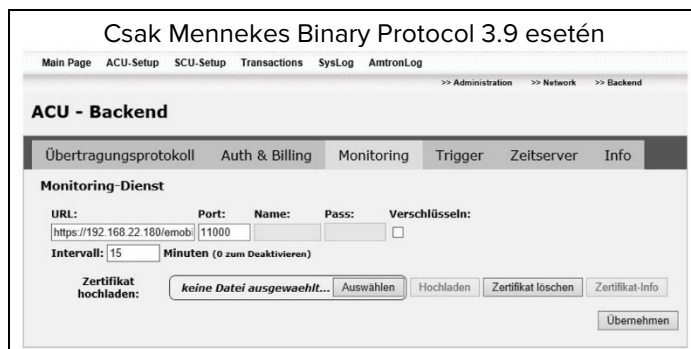 Csak Mennekes Binary Protocol 3.9 esetén
Main Page ACU-Setup SCU-Setup Transactions SysLog AmtronLog
>> Administration >> Network >> Backend
ACU - Backend
Übertragungsprotokoll Auth & Billing Monitoring Trigger Zeitserver Info
Monitoring-Dienst
URL: Port: Name: Pass: Verschlüsseln:
https://192.168.22.180/emobi 11000
Intervall: 15 Minuten (0 zum Deaktivieren)
Zertifikat
hochladen: keine Datei ausgewaehlt... Auswählen Hochladen Zertifikat löschen Zertifikat-Info
Übernehmen